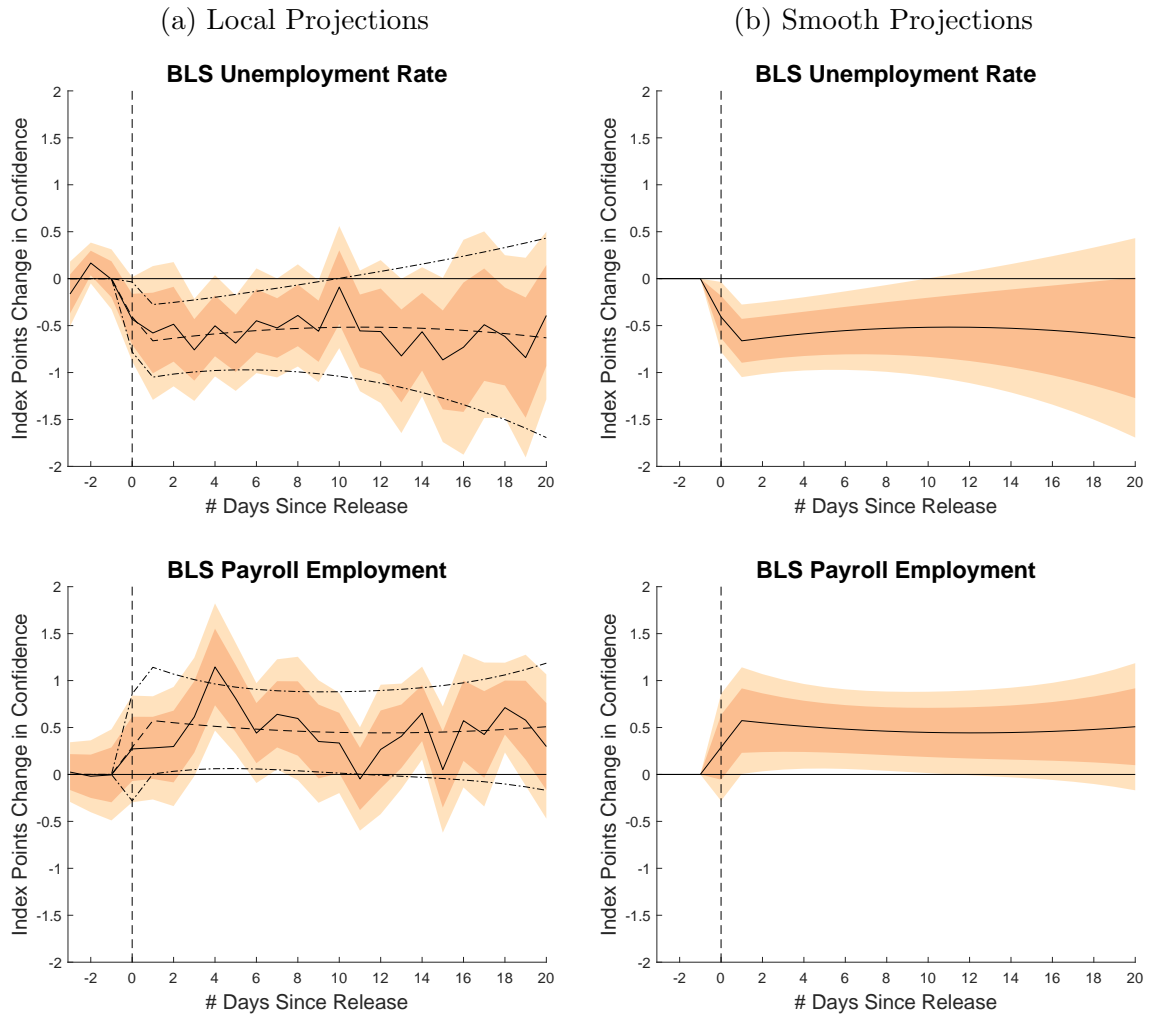 (a) Local Projections
(b) Smooth Projections
BLS Unemployment Rate
Index Points Change in Confidence
2
1.5
1
0.5
0
-0.5
-1
-1.5
-2
-2 0 2 4 6 8 10 12 14 16 18 20
# Days Since Release
BLS Unemployment Rate
Index Points Change in Confidence
2
1.5
1
0.5
0
-0.5
-1
-1.5
-2
-2 0 2 4 6 8 10 12 14 16 18 20
# Days Since Release
BLS Payroll Employment
Index Points Change in Confidence
2
1.5
1
0.5
0
-0.5
-1
-1.5
-2
-2 0 2 4 6 8 10 12 14 16 18 20
# Days Since Release
BLS Payroll Employment
Index Points Change in Confidence
2
1.5
1
0.5
0
-0.5
-1
-1.5
-2
-2 0 2 4 6 8 10 12 14 16 18 20
# Days Since Release